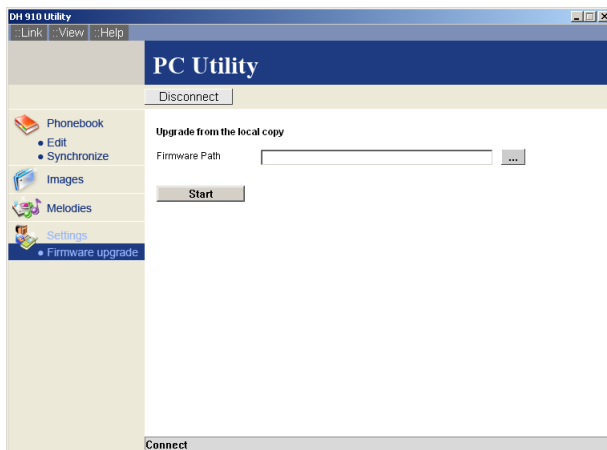 DH 910 Utility
::Link ::View ::Help
PC Utility
Disconnect
Phonebook
• Edit
• Synchronize
Images
Melodies
Settings
• Firmware upgrade
Upgrade from the local copy
Firmware Path
...
Start
Connect